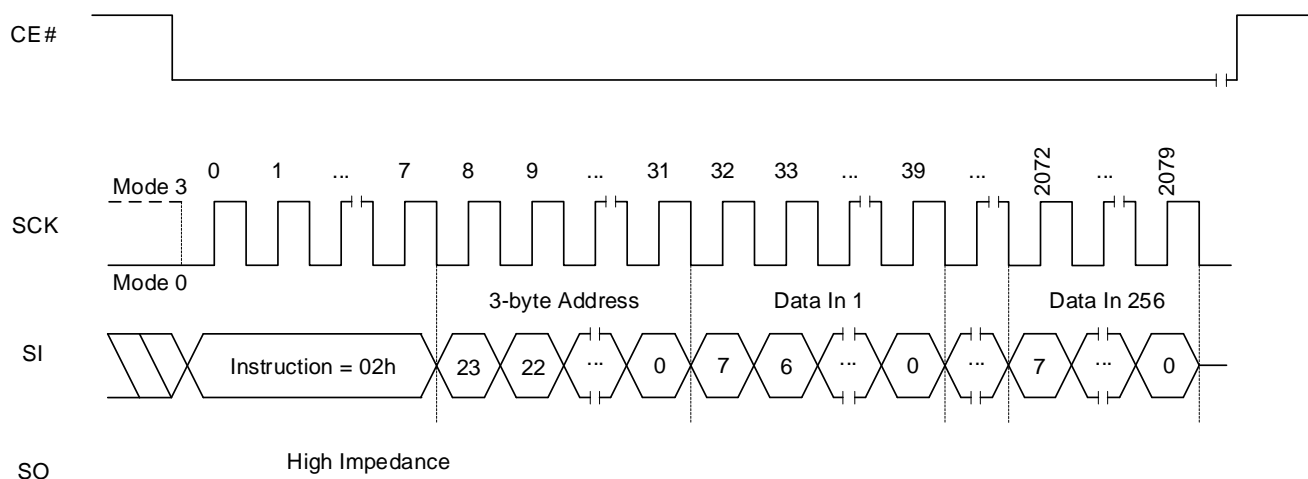 CE#
0 1 ... 7 8 9 ... 31 32 33 ... 39 ... 2072 ... 2079
Mode 3
SCK
Mode 0
3-byte Address Data In 1 Data In 256
SI Instruction = 02h 23 22 ... 0 7 6 ... 0 ... 7 ... 0
High Impedance
SO